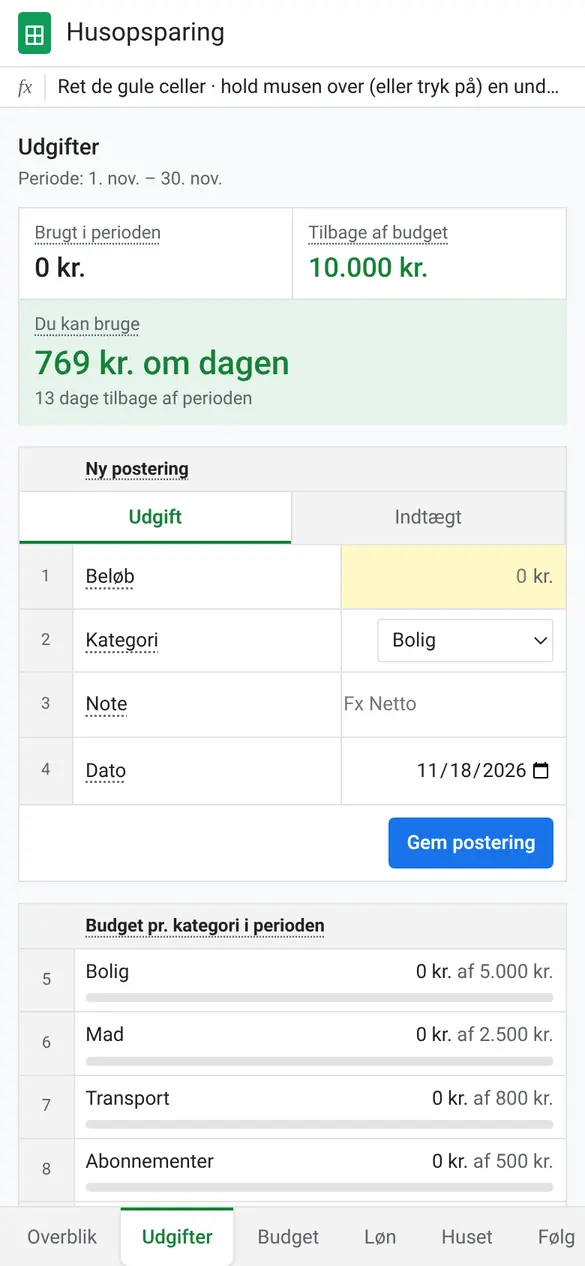 Husopsparing
fx Ret de gule celler · hold musen over (eller tryk på) en und…
Udgifter
Periode: 1. nov. – 30. nov.
Brugt i perioden
0 kr.
Tilbage af budget
10.000 kr.
Du kan bruge
769 kr. om dagen
13 dage tilbage af perioden
Ny postering
Udgift Indtægt
1 Beløb 0 kr.
2 Kategori Bolig
3 Note Fx Netto
4 Dato 11/18/2026
Gem postering
Budget pr. kategori i perioden
5 Bolig 0 kr. af 5.000 kr.
6 Mad 0 kr. af 2.500 kr.
7 Transport 0 kr. af 800 kr.
8 Abonnementer 0 kr. af 500 kr.
Overblik Udgifter Budget Løn Huset Følg